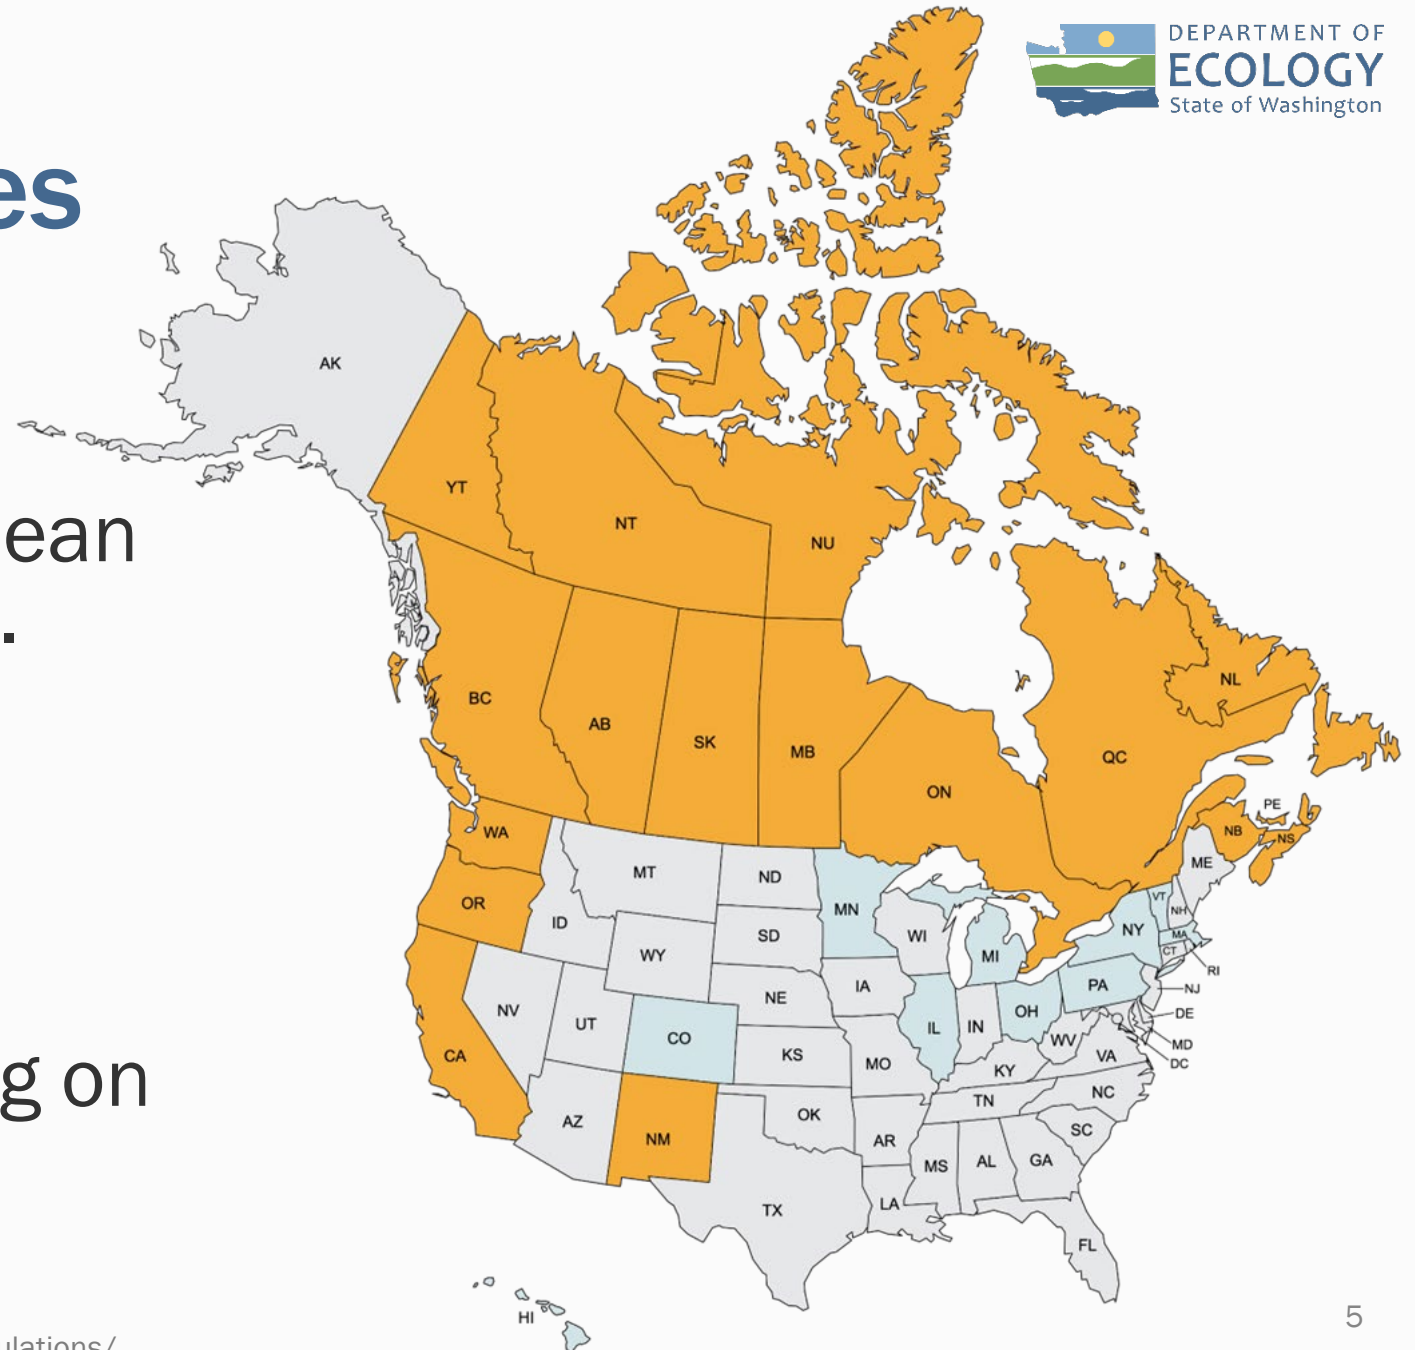 DEPARTMENT OF
ECOLOGY
State of Washington
es
ean
.
g on
AK
YT
NT
NU
BC
AB
SK
MB
ON
QC
NL
PE
NB
NS
WA
OR
CA
MT
ID
WY
NV
UT
CO
AZ
NM
ND
SD
NE
KS
OK
TX
MN
IA
MO
AR
LA
WI
IL
MI
IN
OH
KY
TN
MS
AL
GA
FL
SC
NC
VA
WV
PA
NY
VT
NH
ME
MA
CT
RI
NJ
DE
MD
DC
HI
5
ulations/